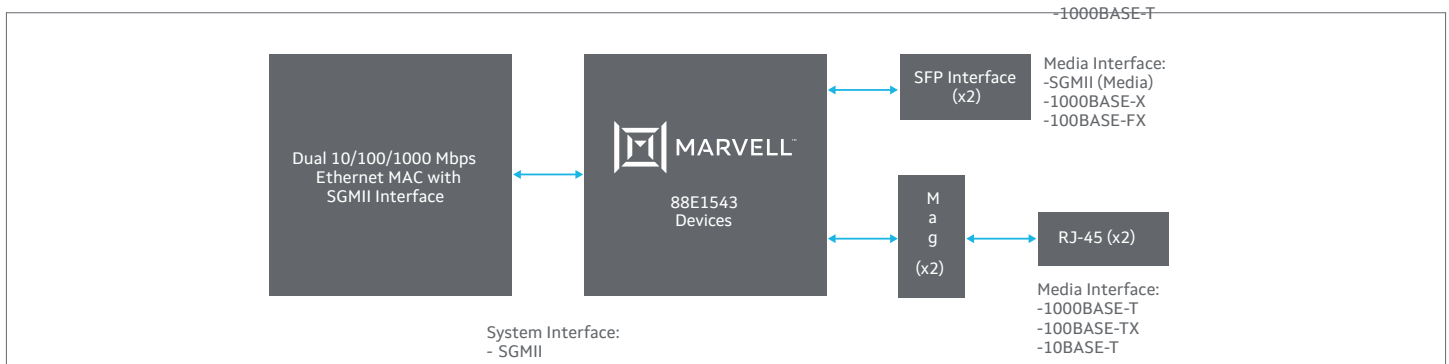 -1000BASE-T
Dual 10/100/1000 Mbps
Ethernet MAC with
SGMII Interface
MARVELL™
88E1543
Devices
SFP Interface
(x2)
Media Interface:
-SGMII (Media)
-1000BASE-X
-100BASE-FX
M
a
g
(x2)
RJ-45 (x2)
Media Interface:
-1000BASE-T
-100BASE-TX
-10BASE-T
System Interface:
- SGMII